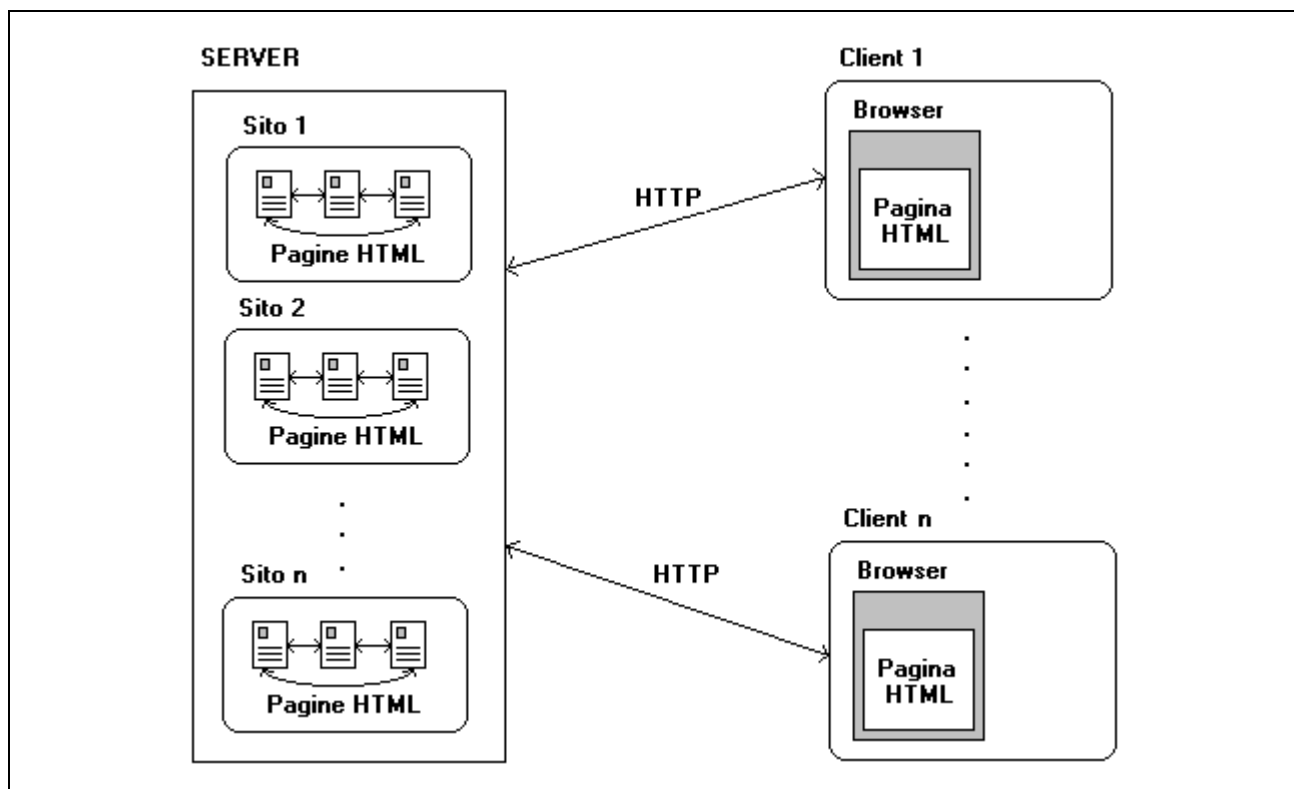 SERVER
Sito 1
Pagine HTML
Sito 2
Pagine HTML
Sito n
Pagine HTML
HTTP
HTTP
Client 1
Browser
Pagina
HTML
Client n
Browser
Pagina
HTML